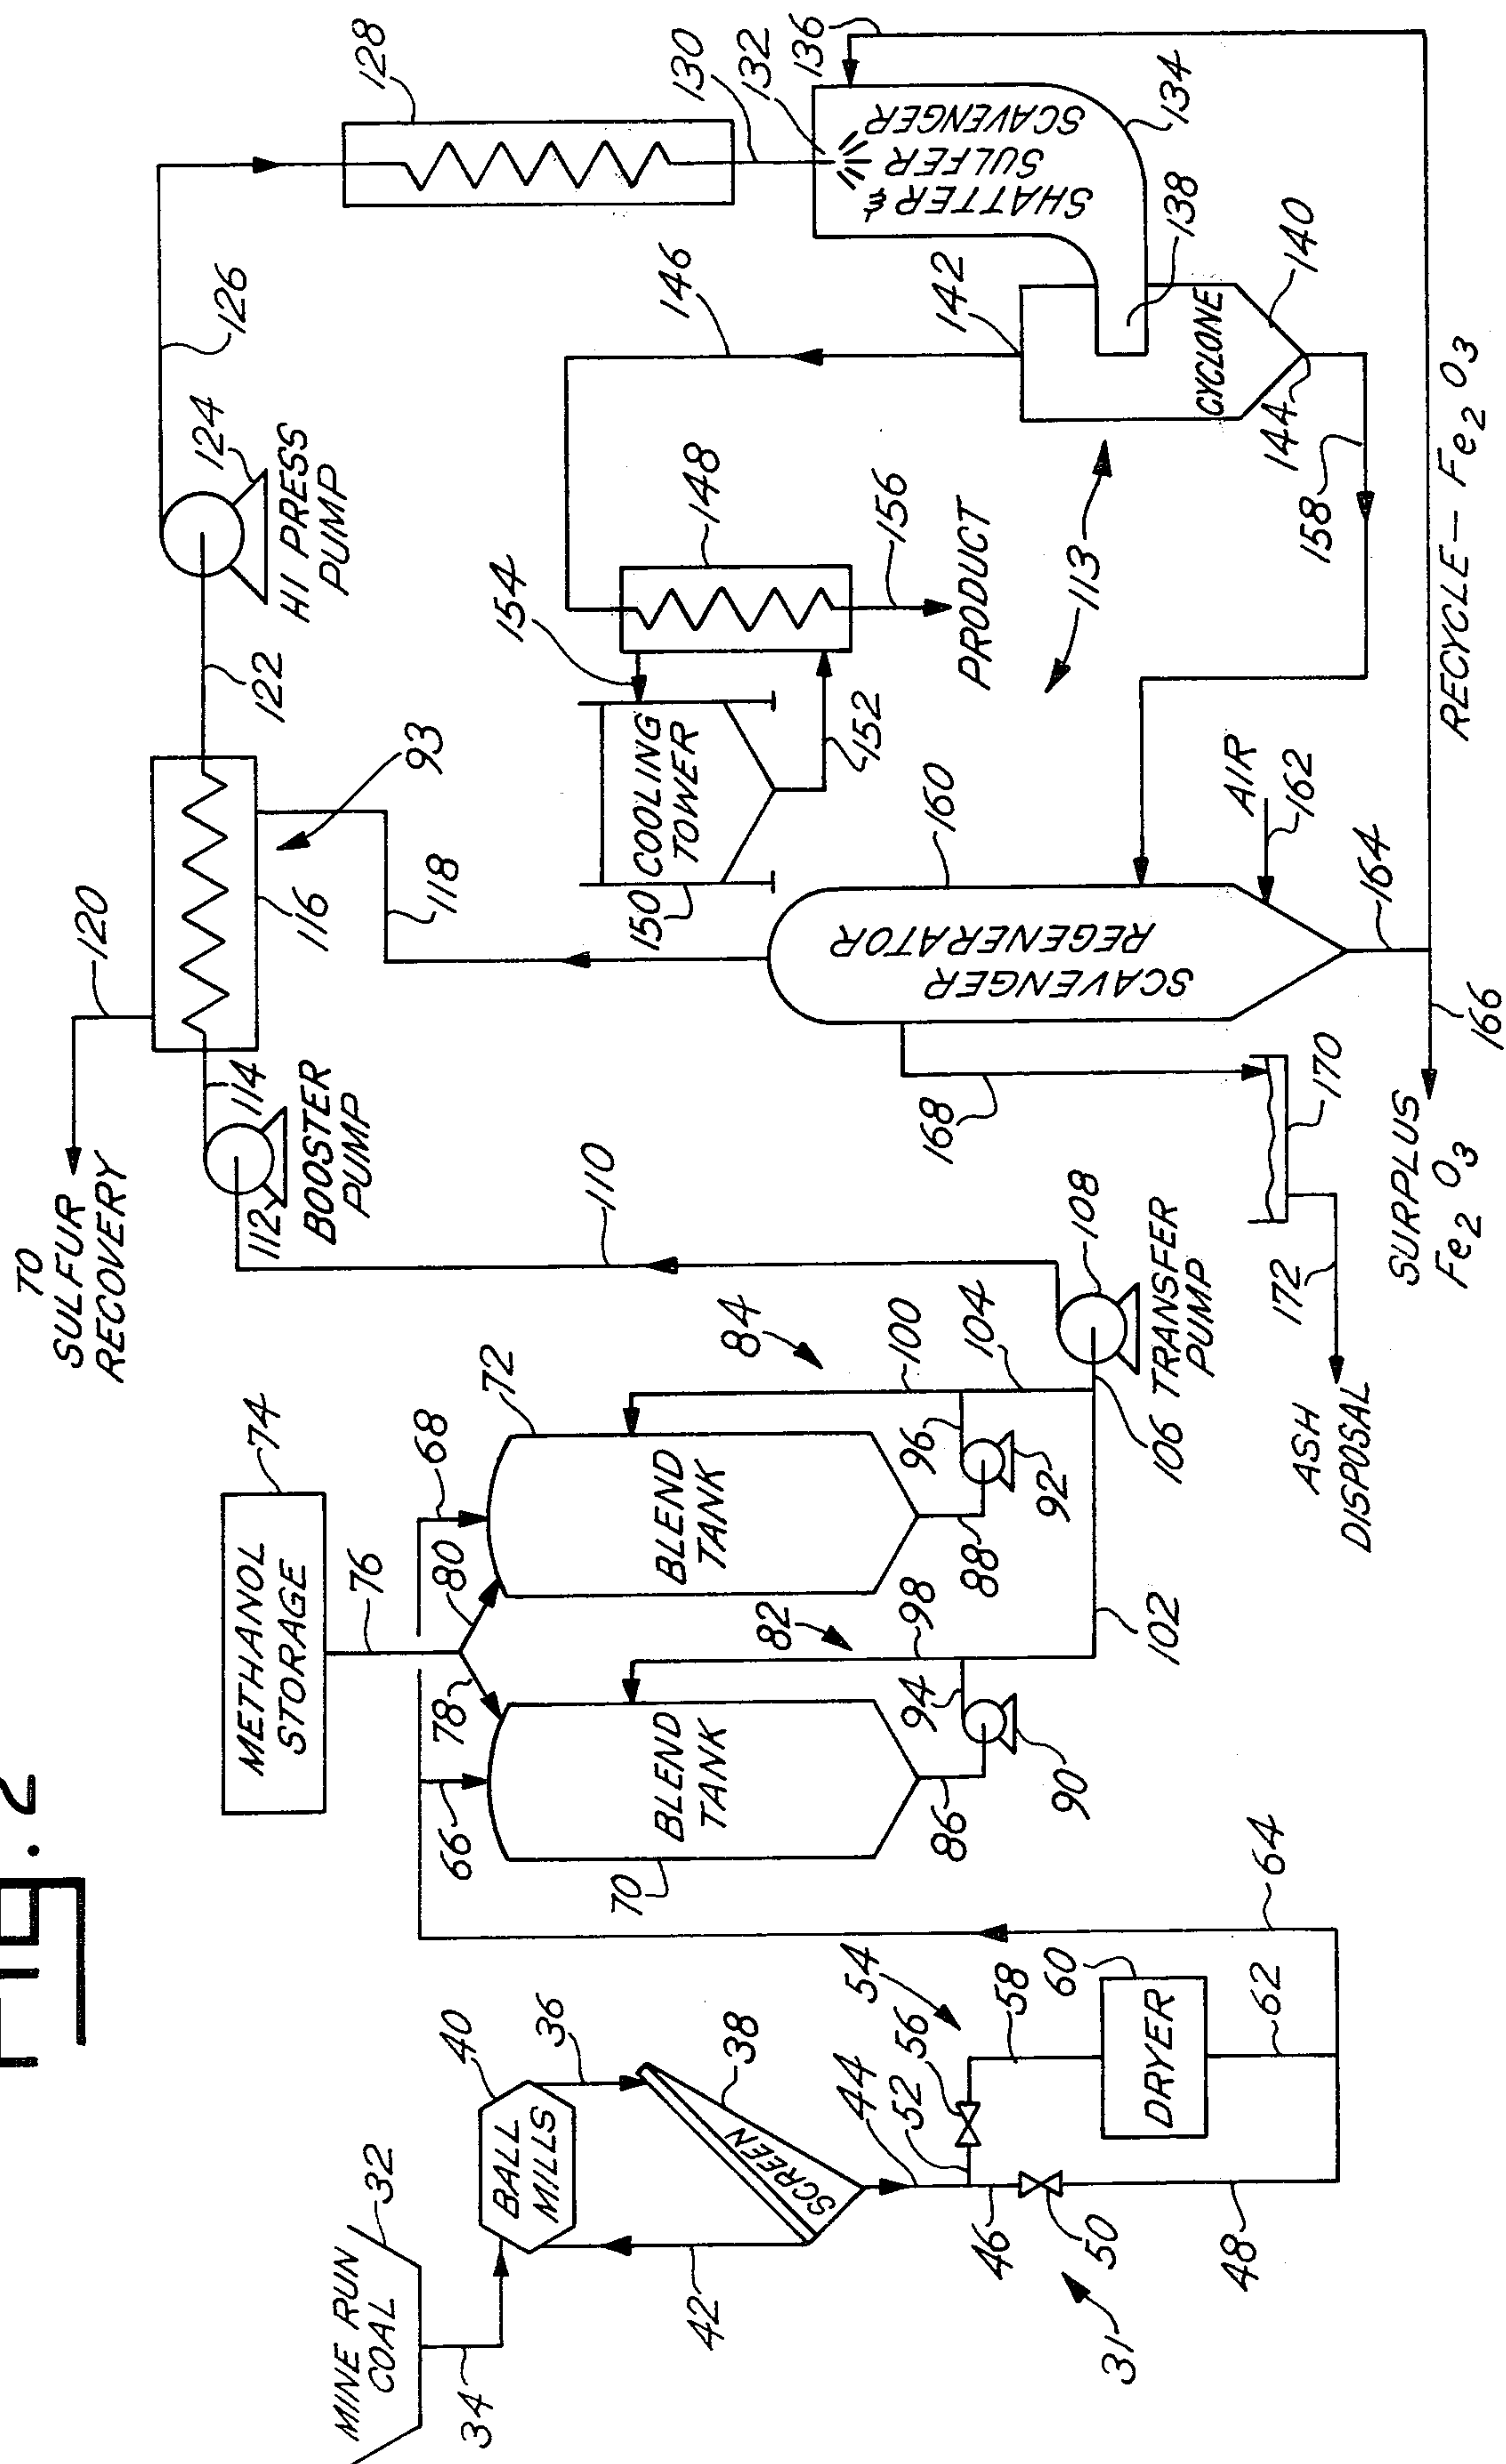 Fig. 2
MINE RUN
COAL
32
34
BALL
MILLS
40
36
SCREEN
38
42
44
52
56
54
58
60
DRYER
62
64
46
50
48
31
METHANOL
STORAGE
74
76
66
78
80
68
BLEND
TANK
70
BLEND
TANK
72
82
84
86
90
94
98
88
92
96
100
104
102
106
TRANSFER
PUMP
108
110
TO
SULFUR
RECOVERY
120
BOOSTER
PUMP
112
114
116
93
118
122
HI PRESS
PUMP
124
126
128
130
132
136
SHATTER &
SULFER
SCAVENGER
134
138
CYCLONE
140
142
144
146
148
154
COOLING
TOWER
150
152
156
PRODUCT
113
158
SCAVENGER
REGENERATOR
160
AIR
162
164
166
168
170
172
ASH
DISPOSAL
SURPLUS
Fe2 O3
RECYCLE-Fe2 O3